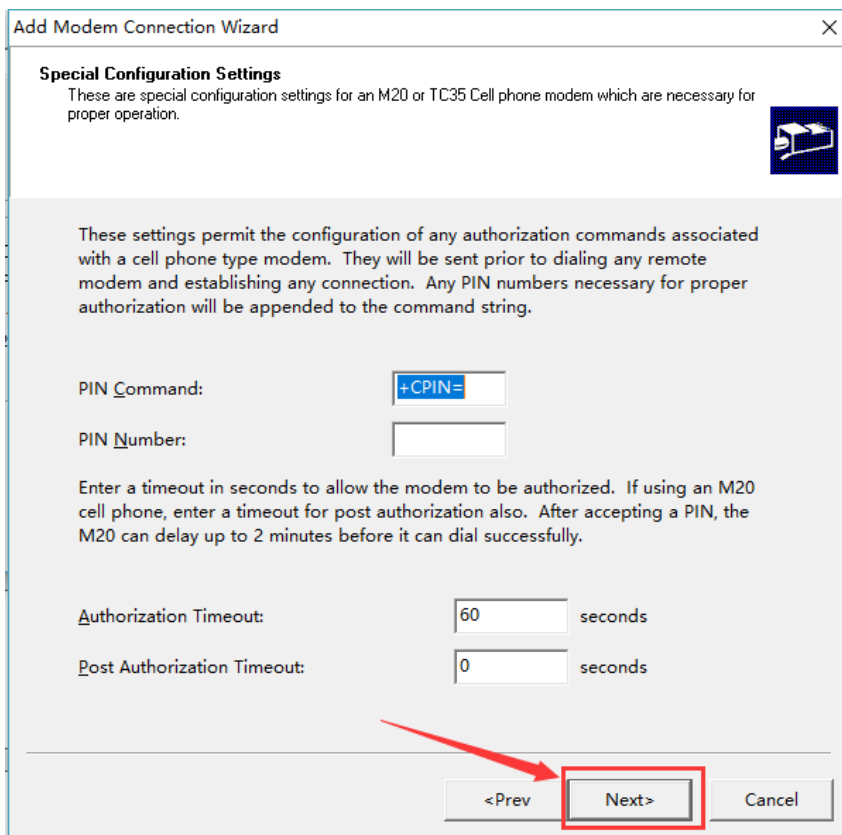 Add Modem Connection Wizard
Special Configuration Settings
These are special configuration settings for an M20 or TC35 Cell phone modem which are necessary for
proper operation.
These settings permit the configuration of any authorization commands associated
with a cell phone type modem.  They will be sent prior to dialing any remote
modem and establishing any connection.  Any PIN numbers necessary for proper
authorization will be appended to the command string.
PIN Command: +CPIN=
PIN Number:
Enter a timeout in seconds to allow the modem to be authorized.  If using an M20
cell phone, enter a timeout for post authorization also.  After accepting a PIN, the
M20 can delay up to 2 minutes before it can dial successfully.
Authorization Timeout: 60 seconds
Post Authorization Timeout: 0 seconds
<Prev Next> Cancel